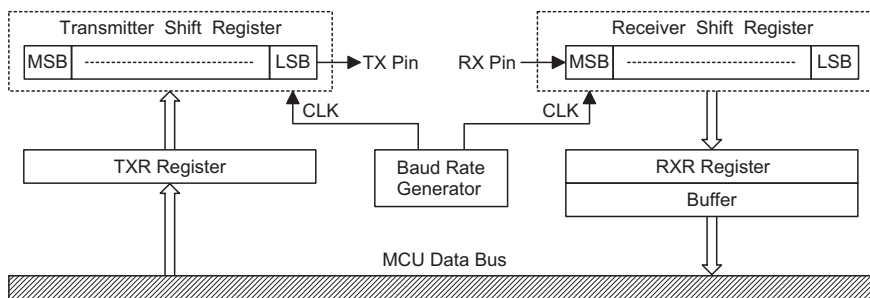 Transmitter Shift Register
MSB
LSB
TX Pin
CLK
TXR Register
Baud Rate
Generator
Receiver Shift Register
RX Pin
MSB
LSB
CLK
RXR Register
Buffer
MCU Data Bus